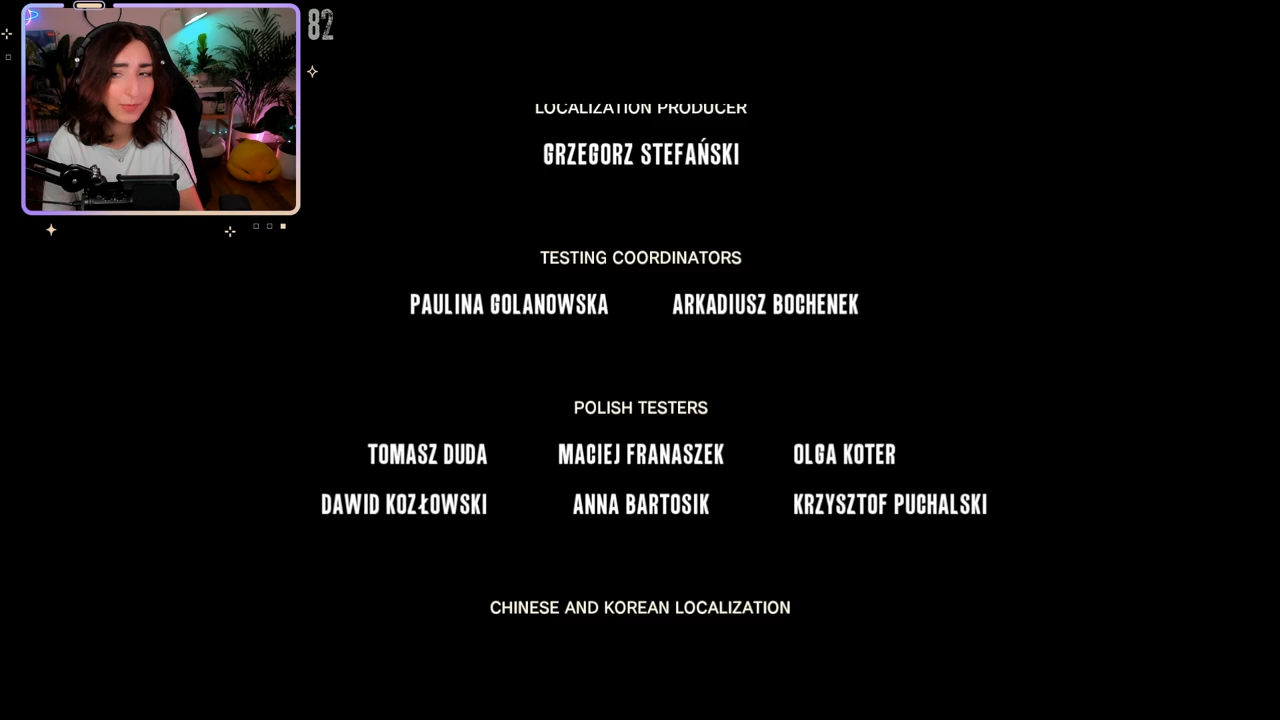 82
LOCALIZATION PRODUCER
GRZEGORZ STEFAŃSKI
TESTING COORDINATORS
PAULINA GOLANOWSKA ARKADIUSZ BOCHENEK
POLISH TESTERS
TOMASZ DUDA MACIEJ FRANASZEK OLGA KOTER
DAWID KOZŁOWSKI ANNA BARTOSIK KRZYSZTOF PUCHALSKI
CHINESE AND KOREAN LOCALIZATION